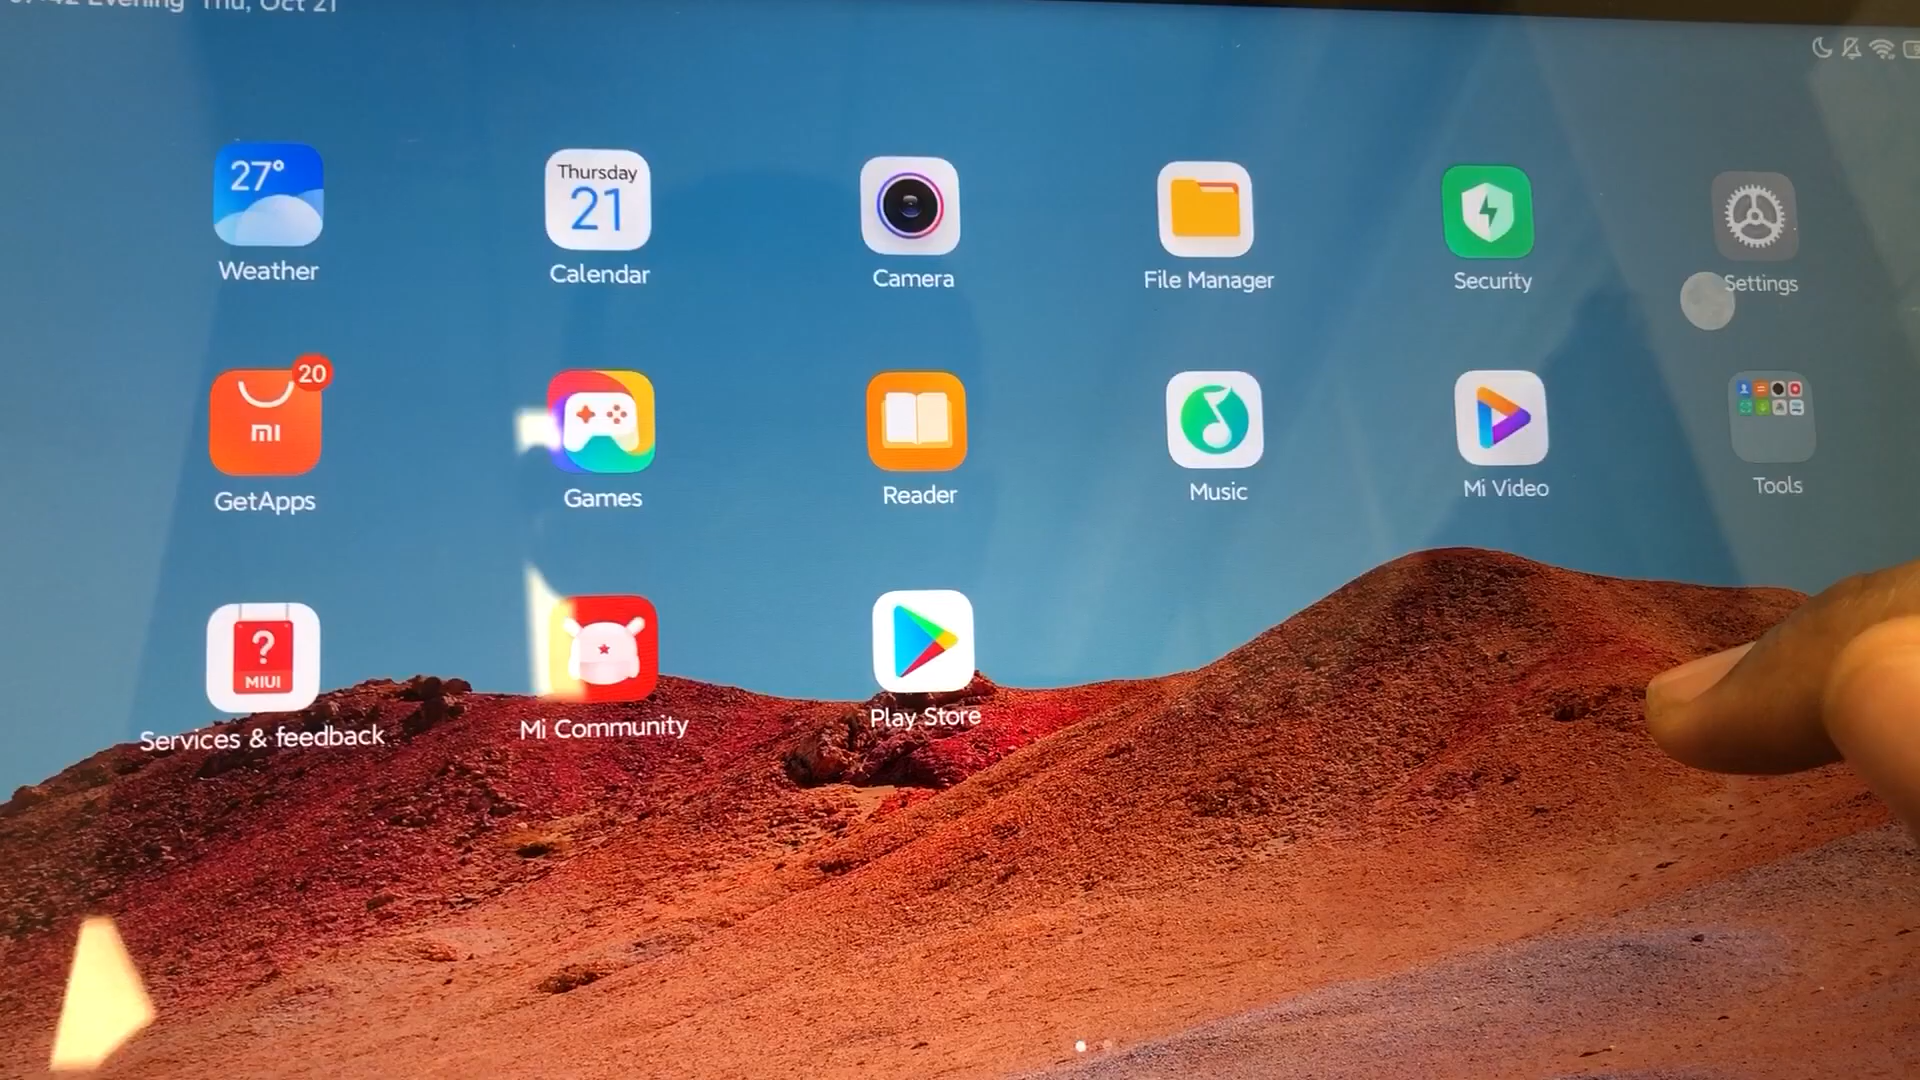 Evening Thu, Oct 21
27°
Thursday
21
Weather
Calendar
Camera
File Manager
Security
Settings
20
mi
GetApps
Games
Reader
Music
Mi Video
Tools
?
MIUI
Services & feedback
Mi Community
Play Store